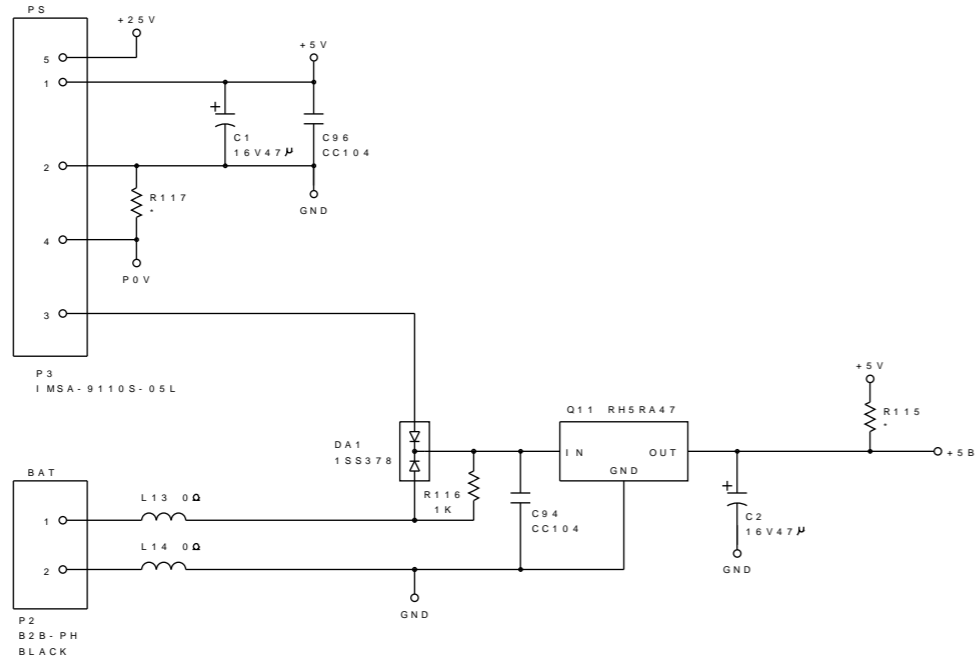 PS
+25V
5
+5V
1
+
C1
16V47μ
C96
CC104
2
R117
-
GND
4
P0V
3
P3
IMSA-9110S-05L
+5V
R115
-
Q11 RH5RA47
DA1
1SS378
IN
OUT
GND
+5B
BAT
R116
1K
L13 0Ω
1
C94
CC104
+
C2
16V47μ
L14 0Ω
2
GND
GND
P2
B2B-PH
BLACK